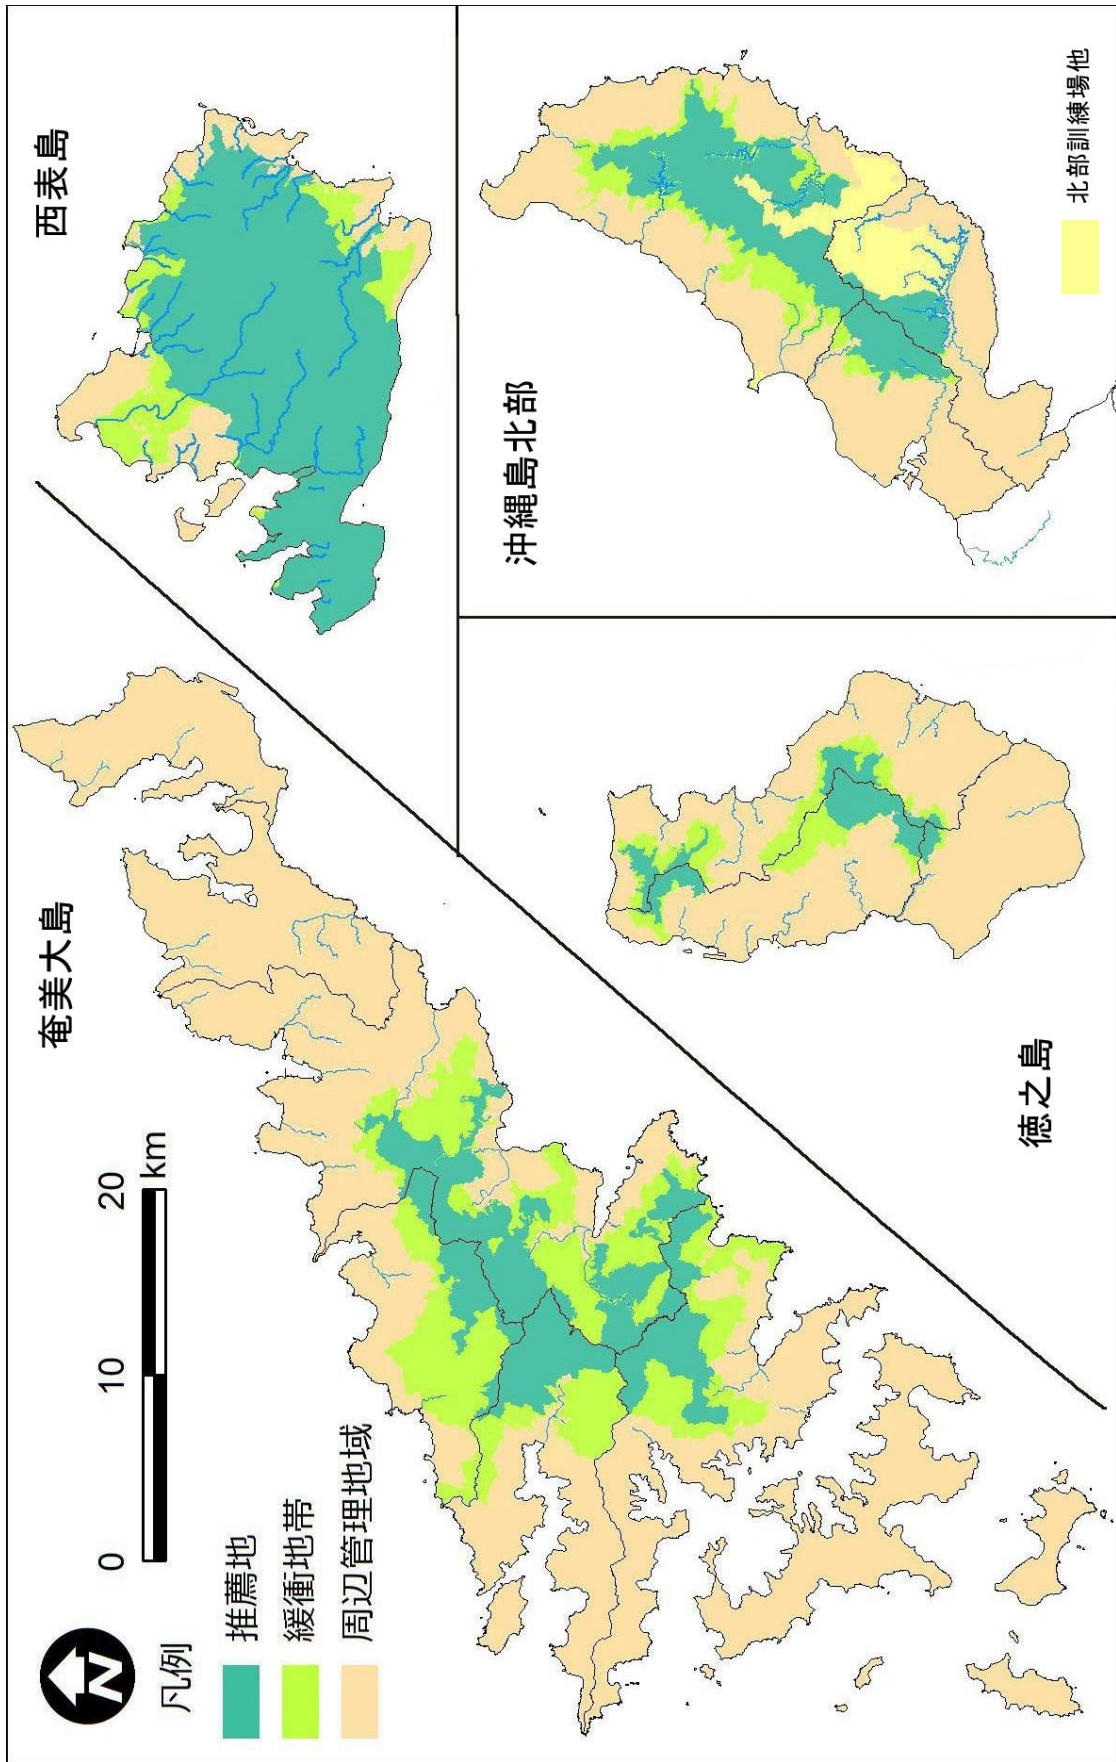 奄美大島
西表島
0 10 20
km
N
凡例
推薦地
緩衝地帯
周辺管理地域
徳之島
沖縄島北部
北部訓練場他